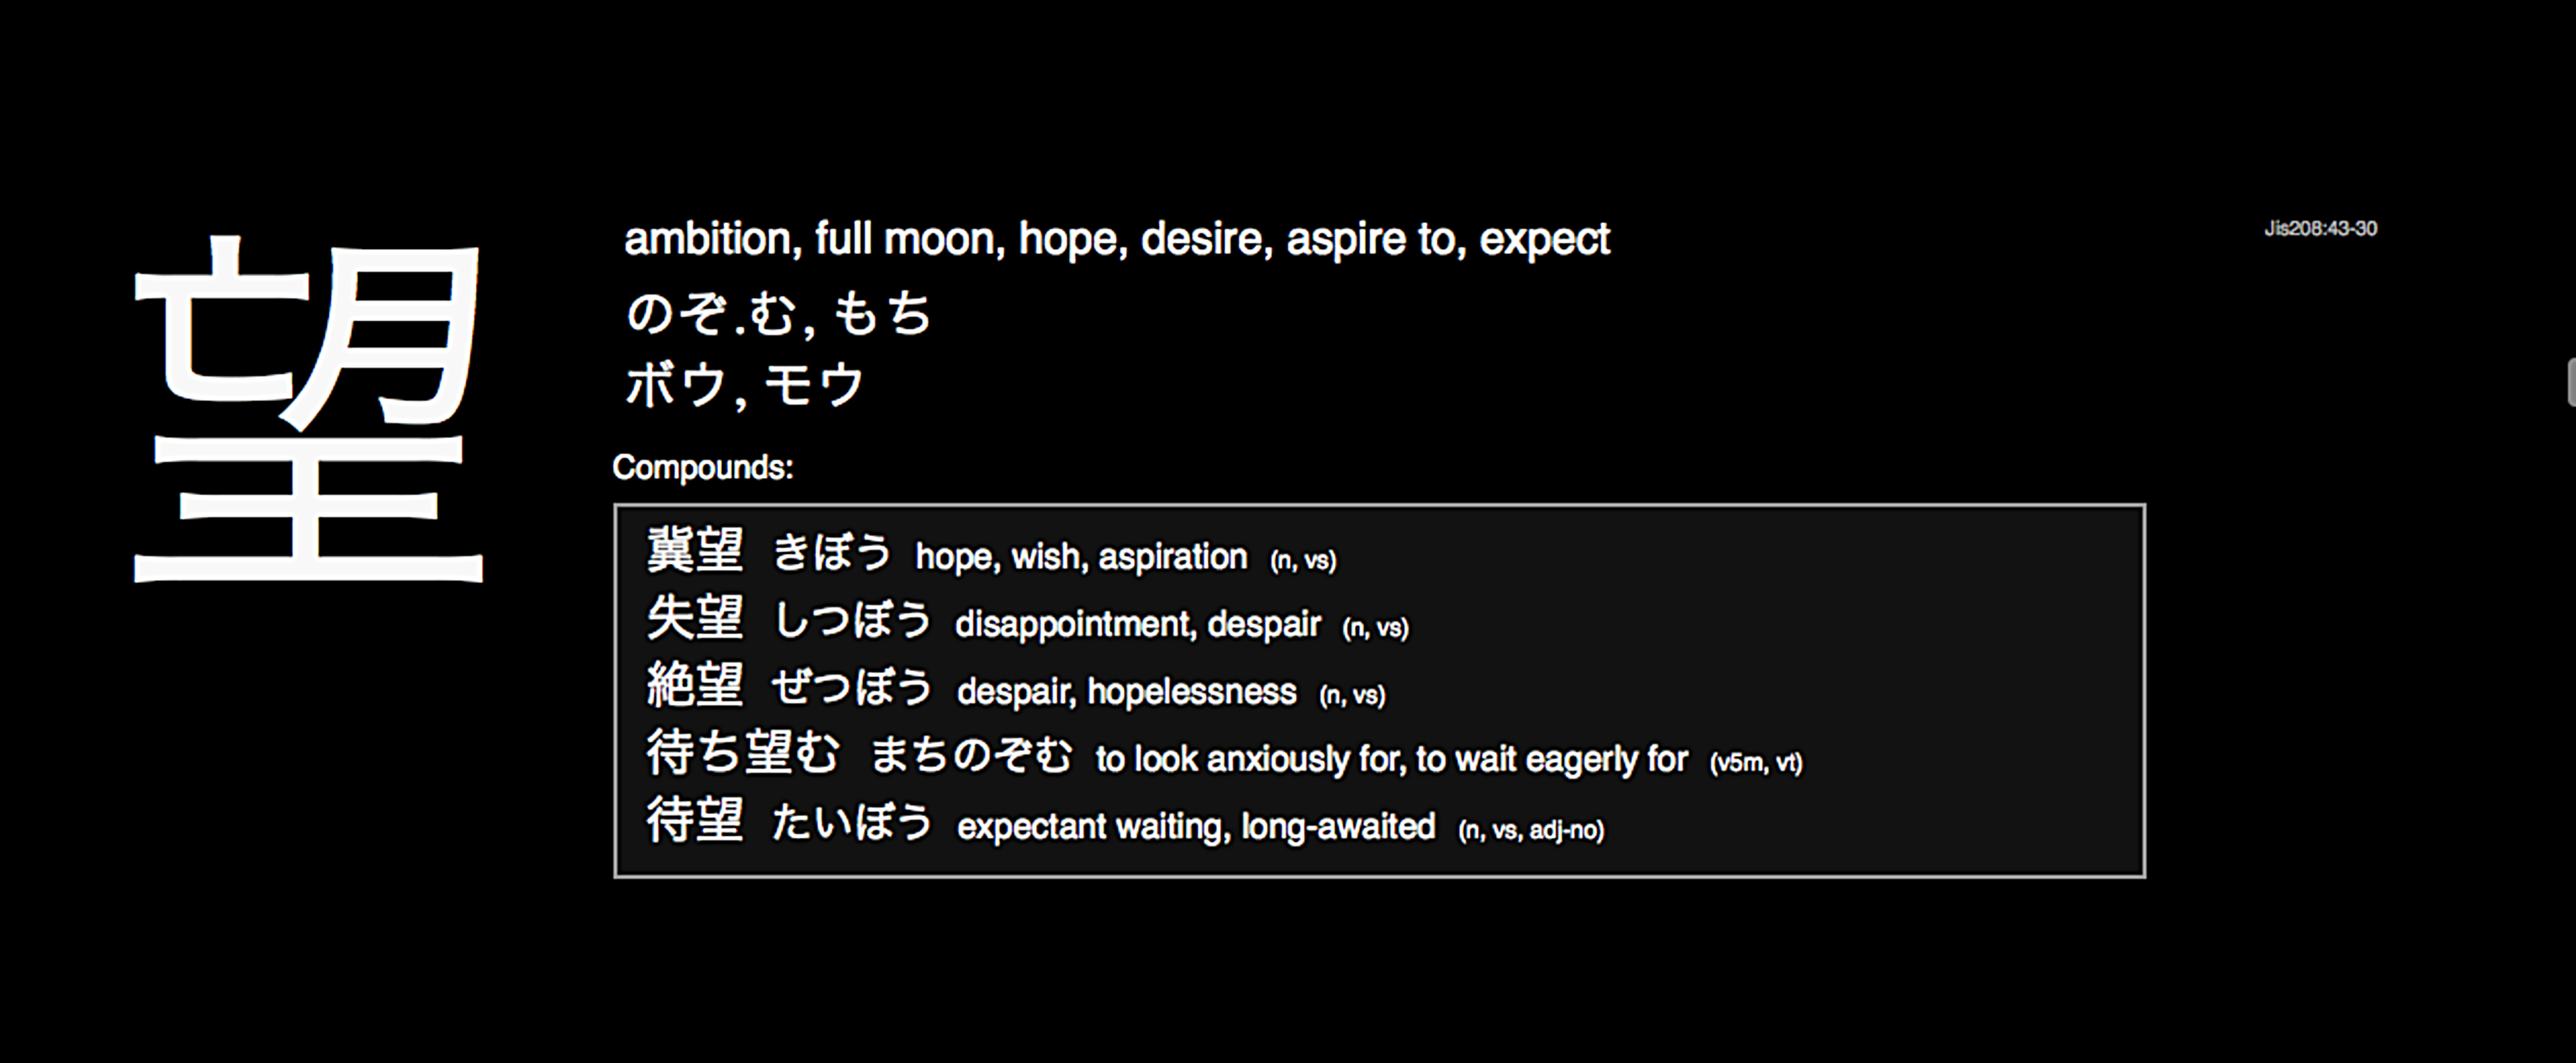 望
ambition, full moon, hope, desire, aspire to, expect
Jis208:43-30
のぞ.む, もち
ボウ, モウ
Compounds:
冀望 きぼう hope, wish, aspiration (n, vs)
失望 しつぼう disappointment, despair (n, vs)
絶望 ぜつぼう despair, hopelessness (n, vs)
待ち望む まちのぞむ to look anxiously for, to wait eagerly for (v5m, vt)
待望 たいぼう expectant waiting, long-awaited (n, vs, adj-no)